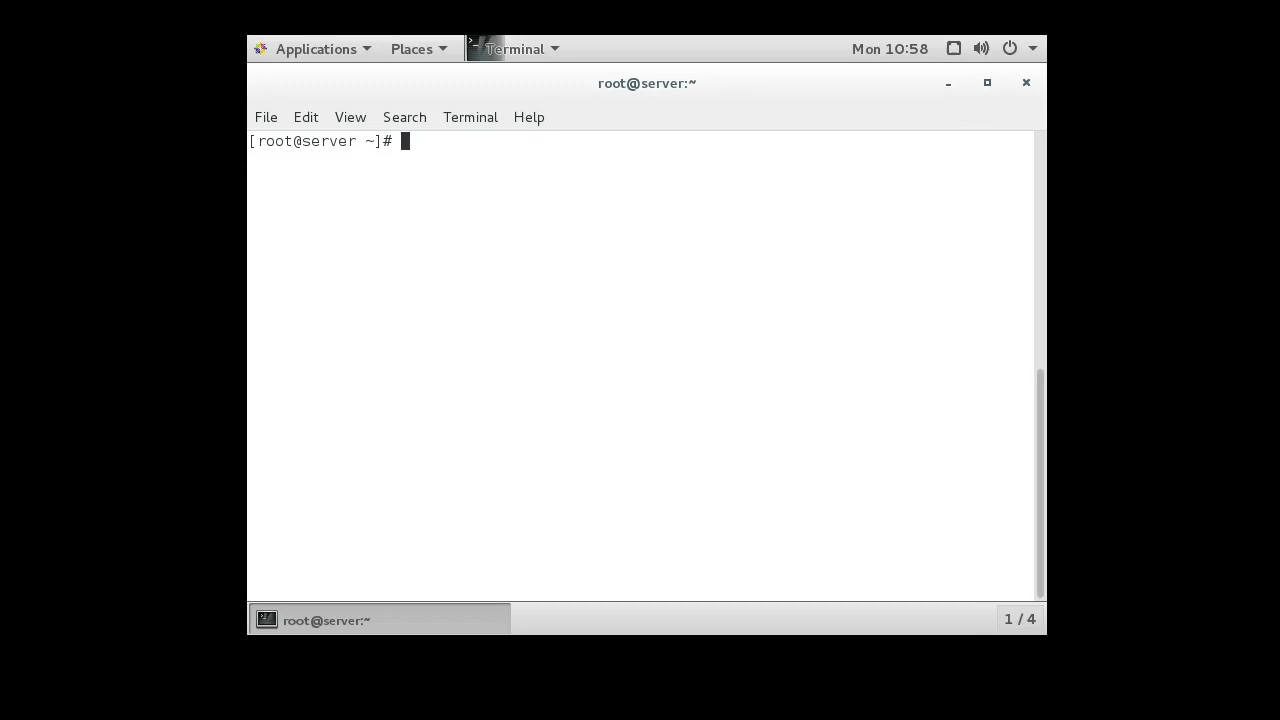 Applications Places Terminal Mon 10:58
root@server:~
File Edit View Search Terminal Help
[root@server ~]#
root@server:~ 1 / 4